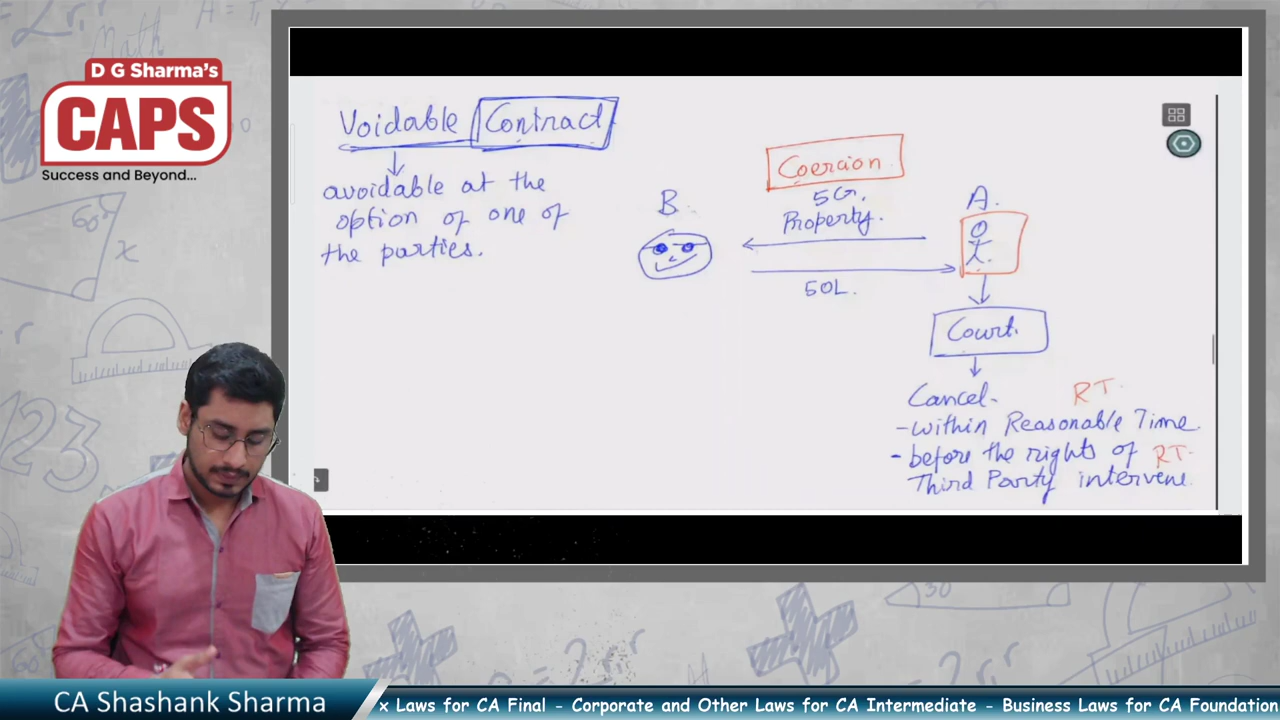 D G Sharma's
CAPS
Success and Beyond...
Voidable Contract
avoidable at the
option of one of
the parties.
Coercion
5Cr.
Property.
B
A.
50L.
Court.
Cancel-
RT.
-within Reasonable Time.
-before the rights of RT-
Third Party intervene
CA Shashank Sharma
x Laws for CA Final - Corporate and Other Laws for CA Intermediate - Business Laws for CA Foundation